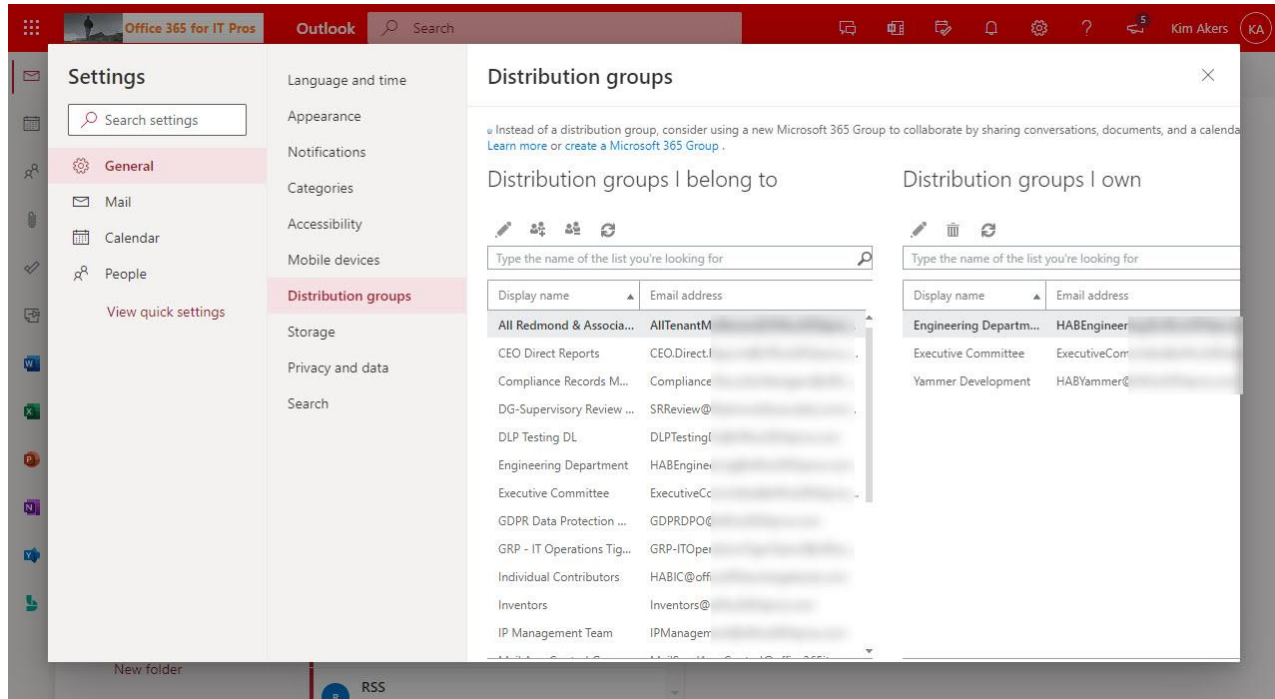 Office 365 for IT Pros
Outlook
Search
5
Kim Akers
KA
Settings
Search settings
General
Mail
Calendar
People
View quick settings
Language and time
Appearance
Notifications
Categories
Accessibility
Mobile devices
Distribution groups
Storage
Privacy and data
Search
Distribution groups
Instead of a distribution group, consider using a new Microsoft 365 Group to collaborate by sharing conversations, documents, and a calenda
Learn more or create a Microsoft 365 Group .
Distribution groups I belong to
Type the name of the list you're looking for
Display name Email address
All Redmond & Associa... AllTenantM
CEO Direct Reports CEO.Direct.
Compliance Records M... Compliance
DG-Supervisory Review ... SRReview@
DLP Testing DL DLPTesting
Engineering Department HABEnginee
Executive Committee ExecutiveCo
GDPR Data Protection ... GDPRDPO@
GRP - IT Operations Tig... GRP-ITOper
Individual Contributors HABIC@offi
Inventors Inventors@
IP Management Team IPManagem
Distribution groups I own
Type the name of the list you're looking for
Display name Email address
Engineering Departm... HABEngineer
Executive Committee ExecutiveCom
Yammer Development HABYammer@
New folder
RSS